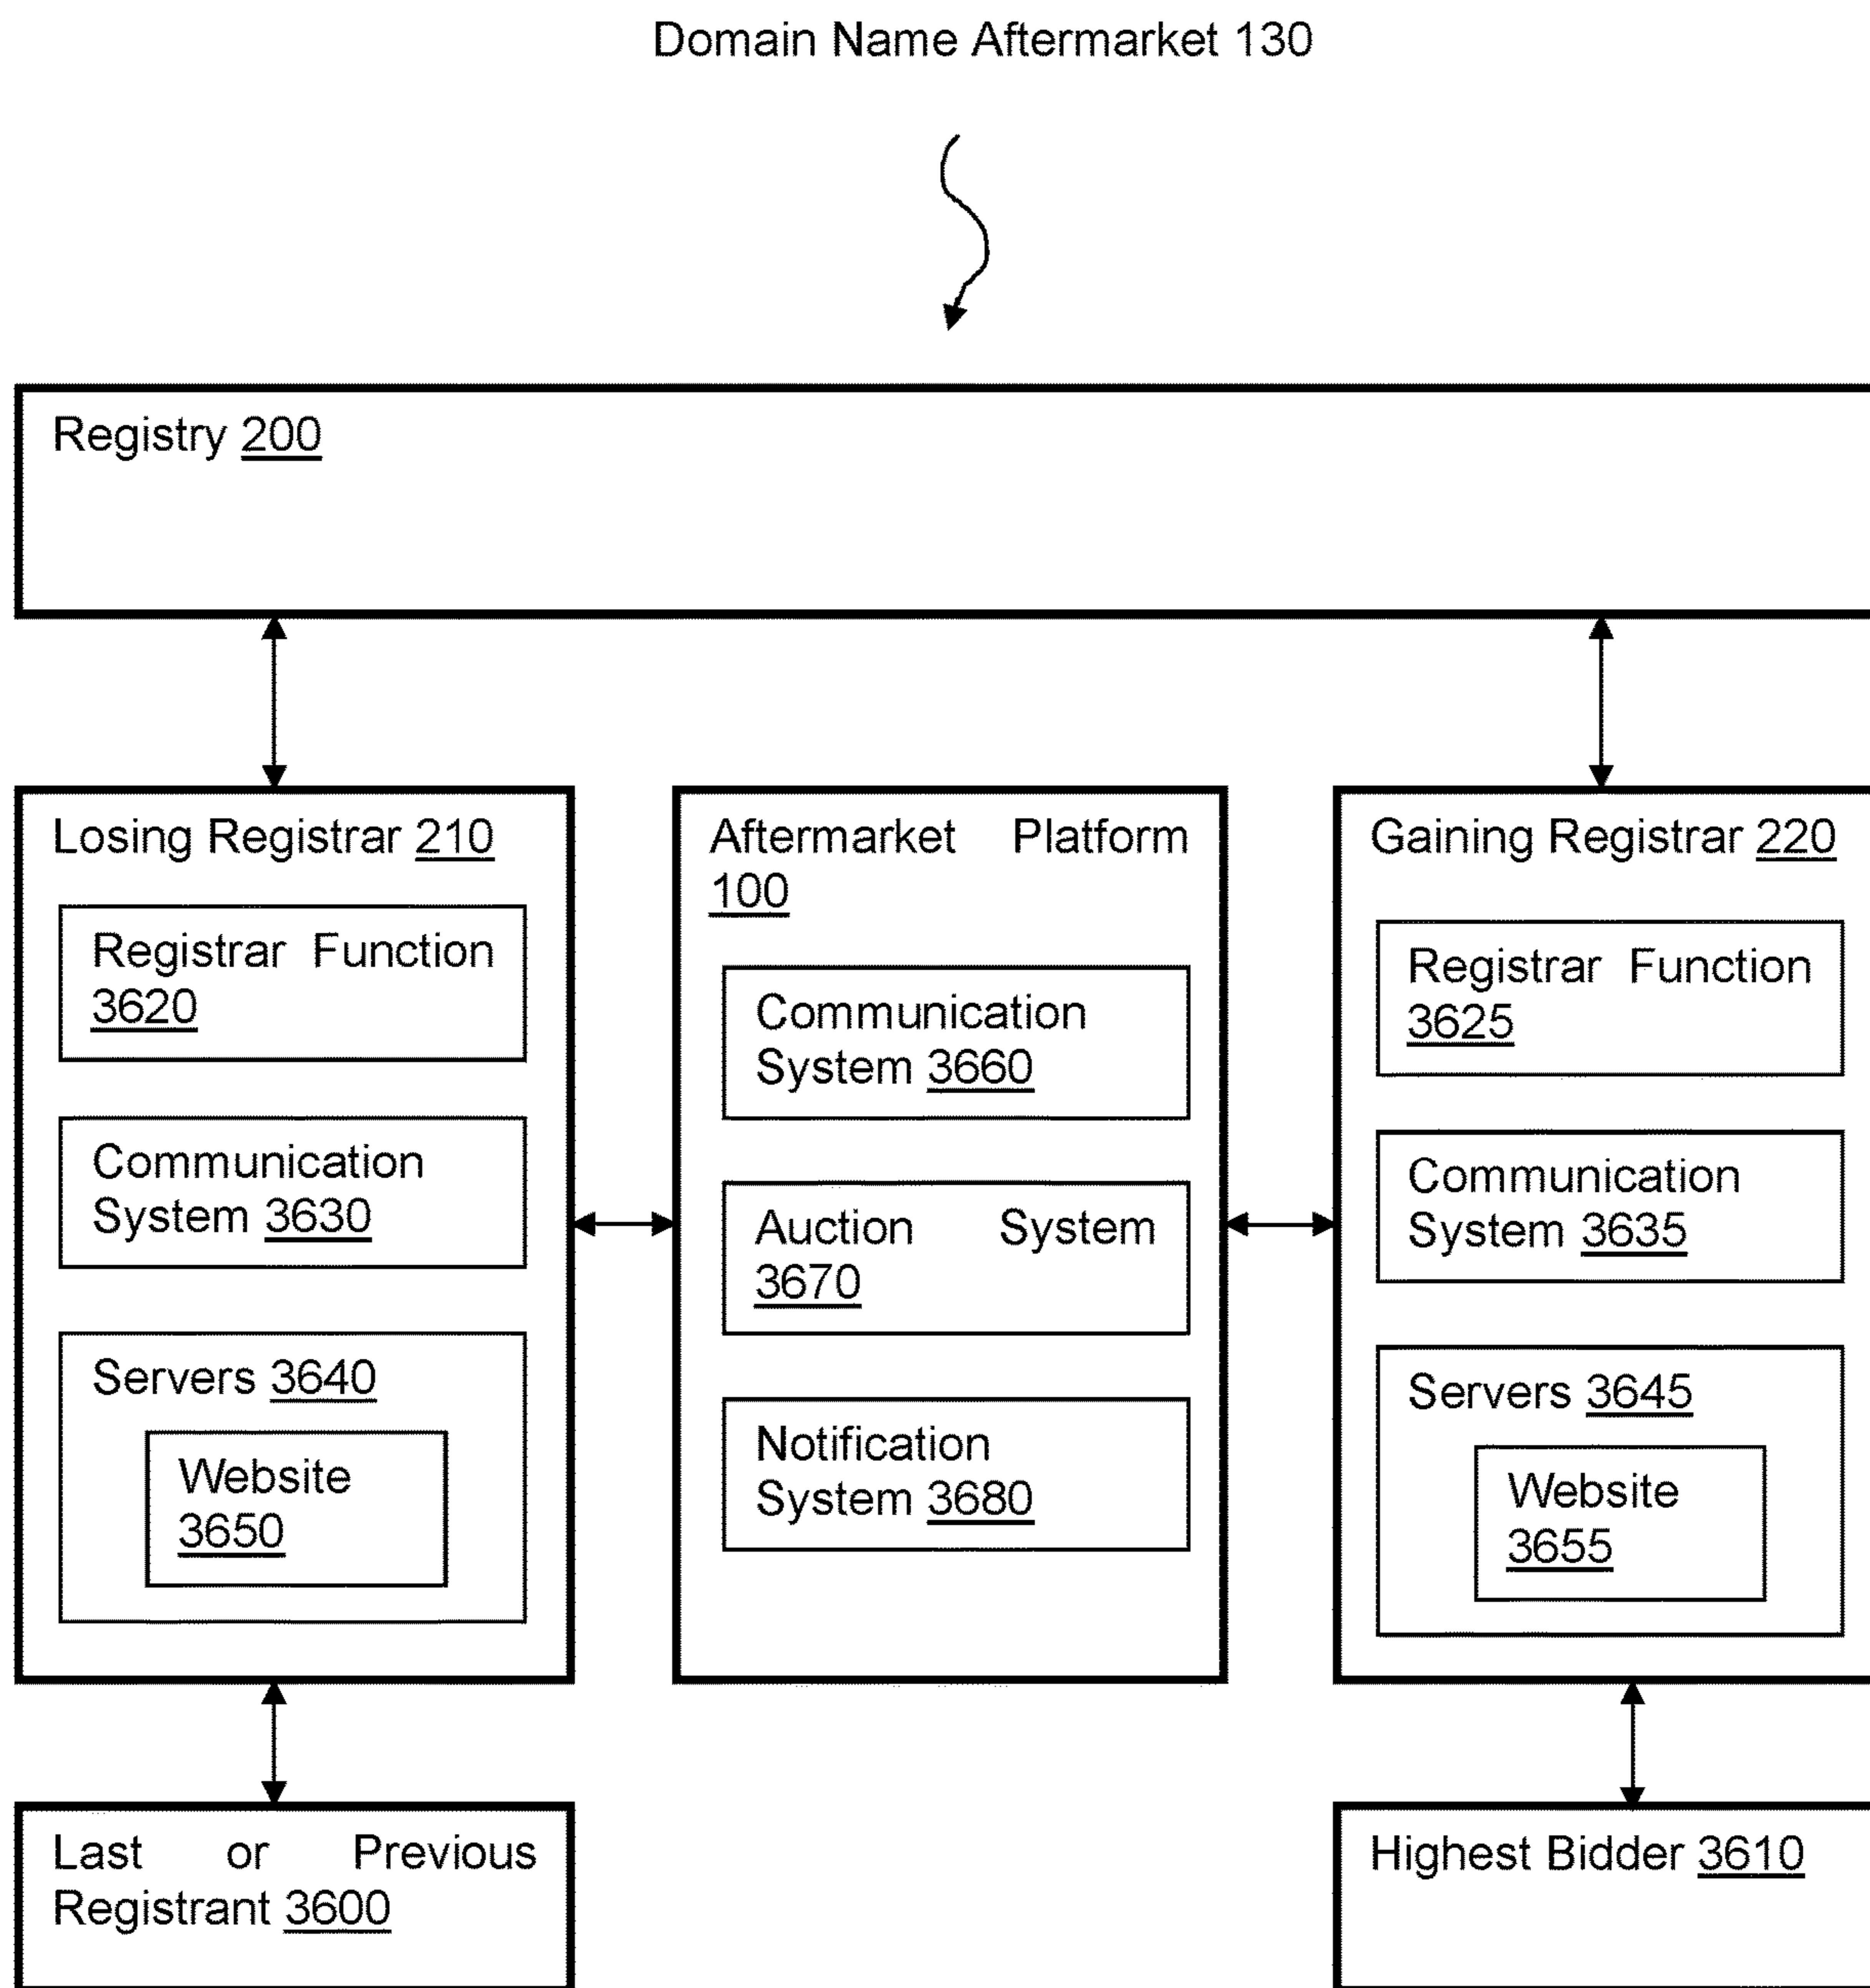 Domain Name Aftermarket 130
Registry 200
Losing Registrar 210
Registrar Function
3620
Communication
System 3630
Servers 3640
Website
3650
Aftermarket Platform
100
Communication
System 3660
Auction System
3670
Notification
System 3680
Gaining Registrar 220
Registrar Function
3625
Communication
System 3635
Servers 3645
Website
3655
Last or Previous
Registrant 3600
Highest Bidder 3610